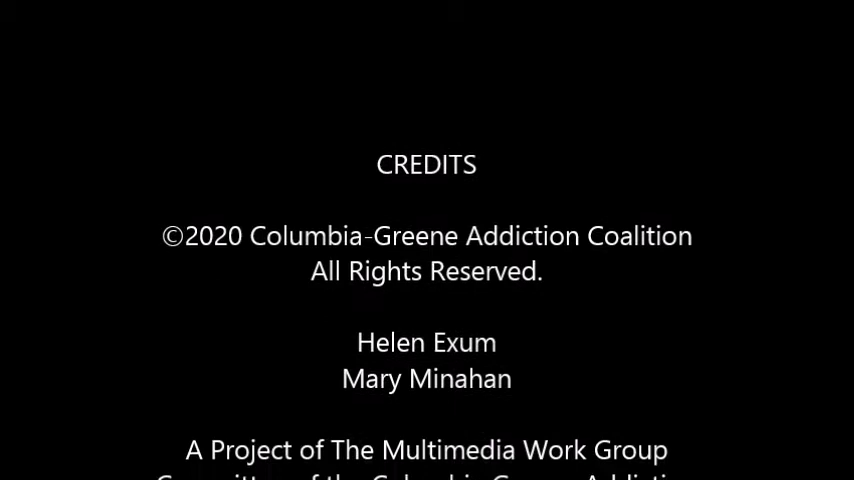 CREDITS
©2020 Columbia-Greene Addiction Coalition
All Rights Reserved.
Helen Exum
Mary Minahan
A Project of The Multimedia Work Group